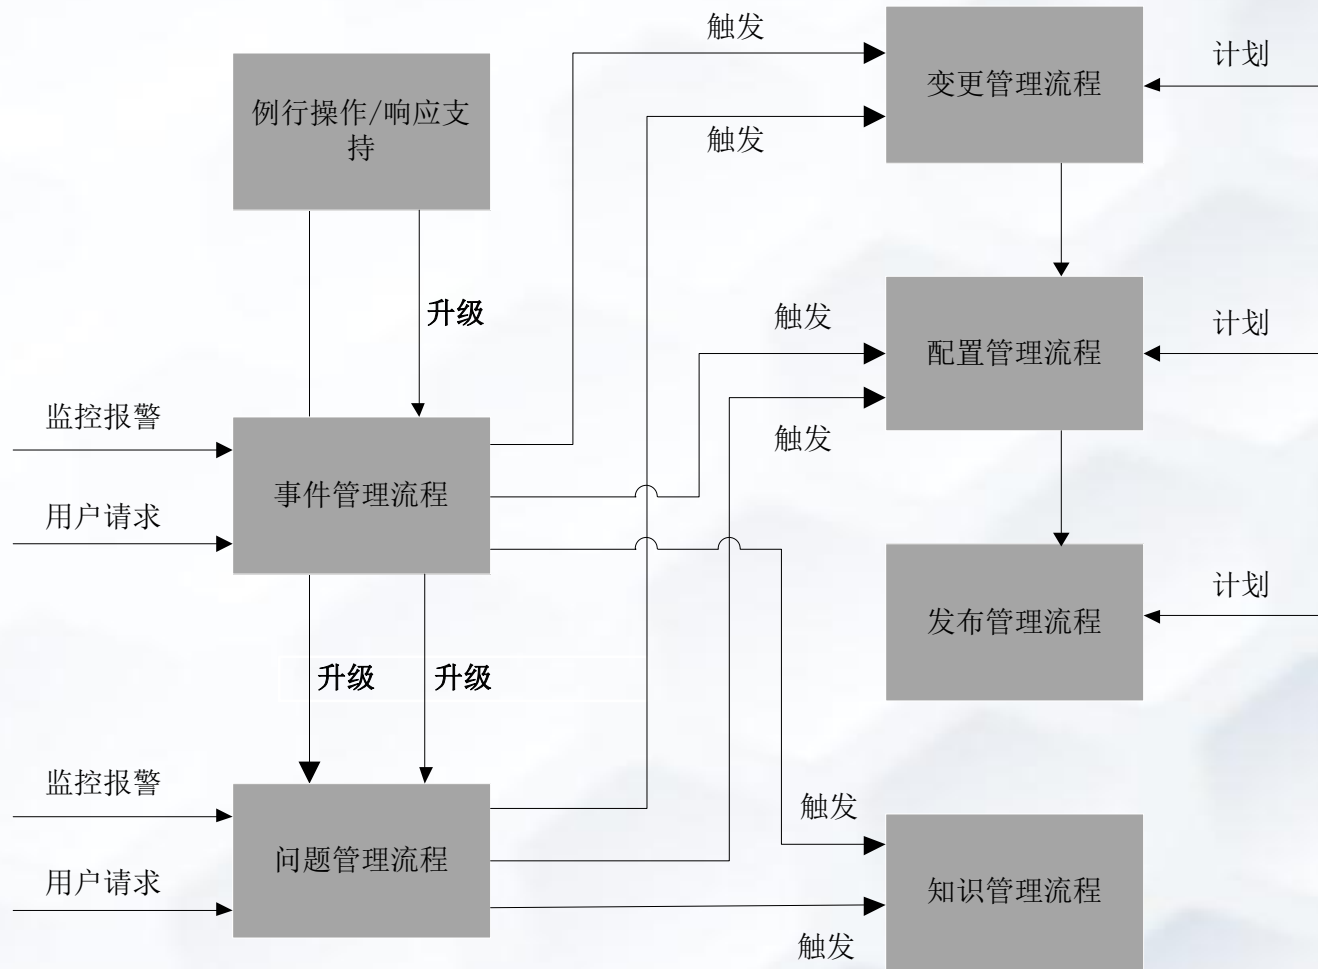 触发
计划
变更管理流程
例行操作/响应支
持
触发
升级
触发
计划
配置管理流程
监控报警
触发
事件管理流程
用户请求
计划
发布管理流程
升级
升级
监控报警
触发
问题管理流程
用户请求
知识管理流程
触发